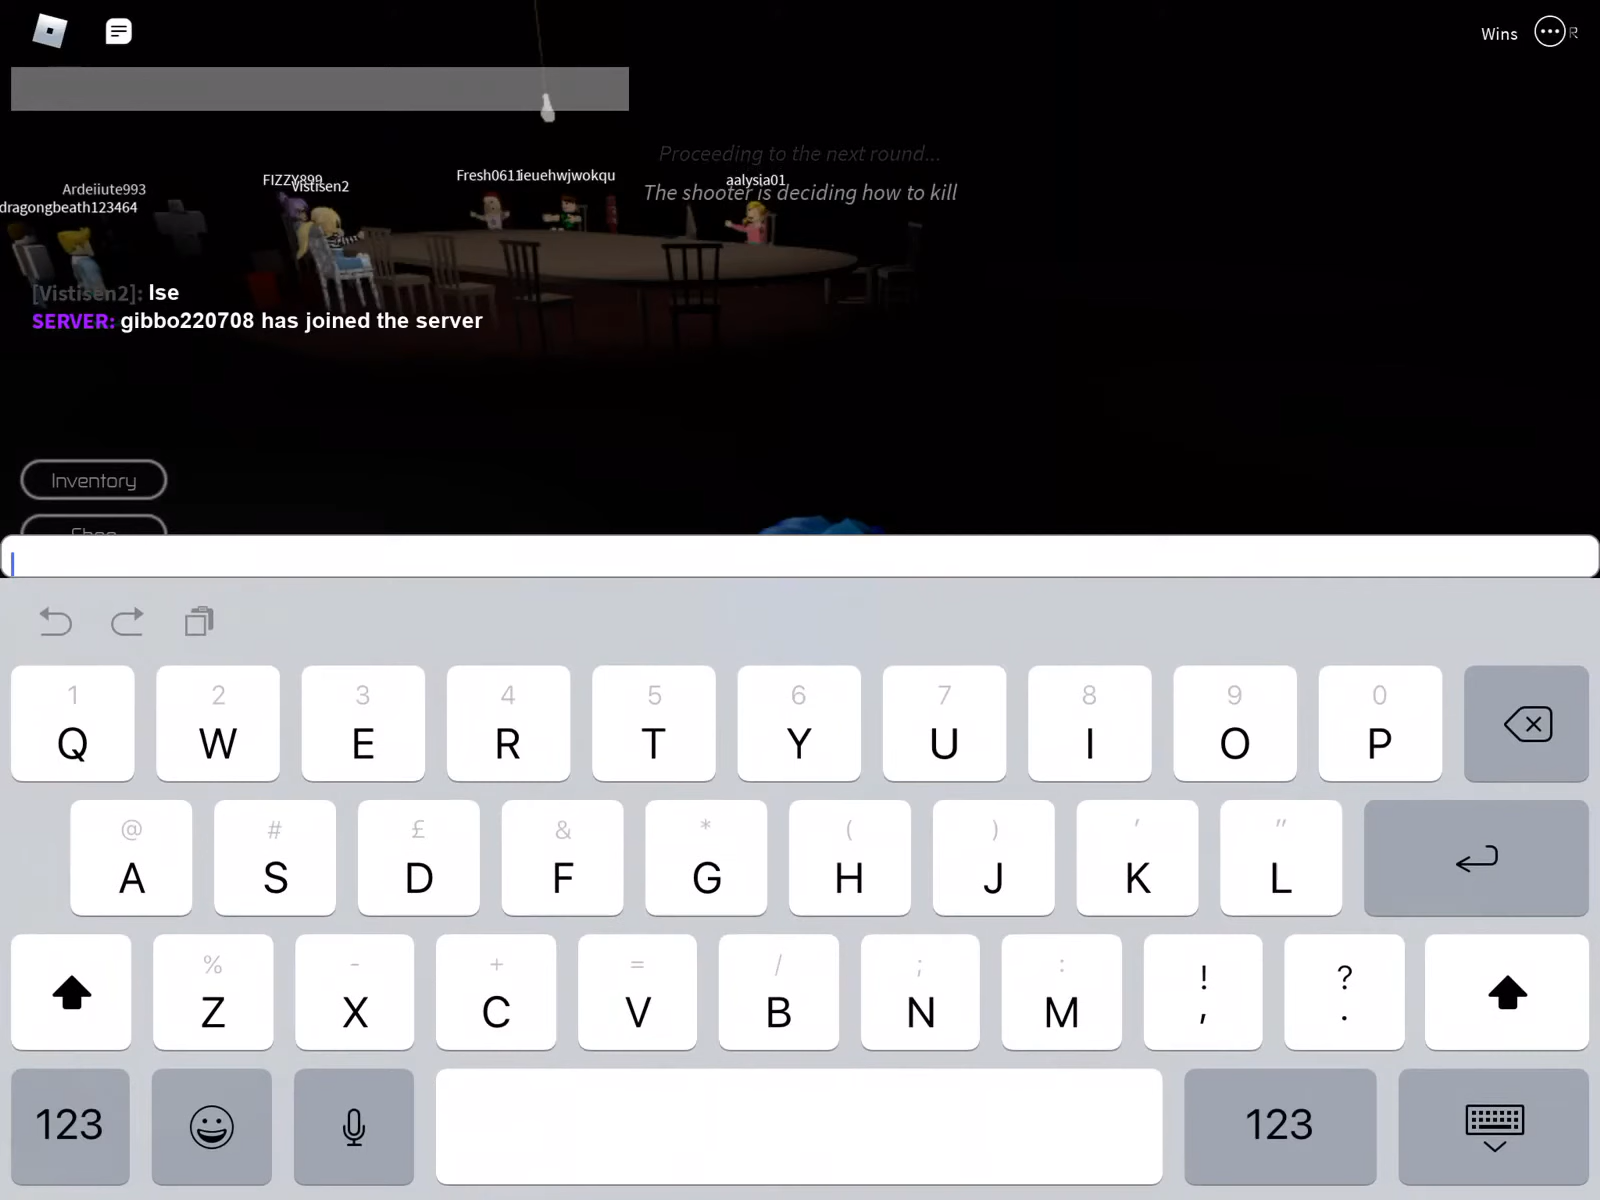 Wins
R
Proceeding to the next round...
The shooter is deciding how to kill
Ardeiiute993
dragongbeath123464
FIZZY899
Vistisen2
Fresh0611
ieuehwjwokqu
aalysia01
[Vistisen2]: lse
SERVER: gibbo220708 has joined the server
Inventory
Shop
1 2 3 4 5 6 7 8 9 0
Q W E R T Y U I O P
@ # £ & * ( ) ' "
A S D F G H J K L
% - + = / ; : ! ?
Z X C V B N M , .
123 123